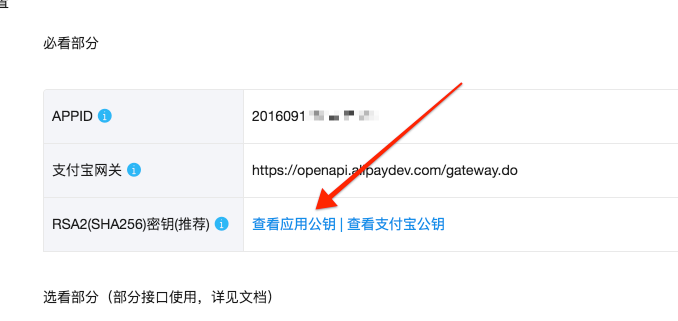 必看部分
APPID
2016091
支付宝网关
https://openapi.alipaydev.com/gateway.do
RSA2(SHA256)密钥(推荐)
查看应用公钥 | 查看支付宝公钥
选看部分（部分接口使用，详见文档）